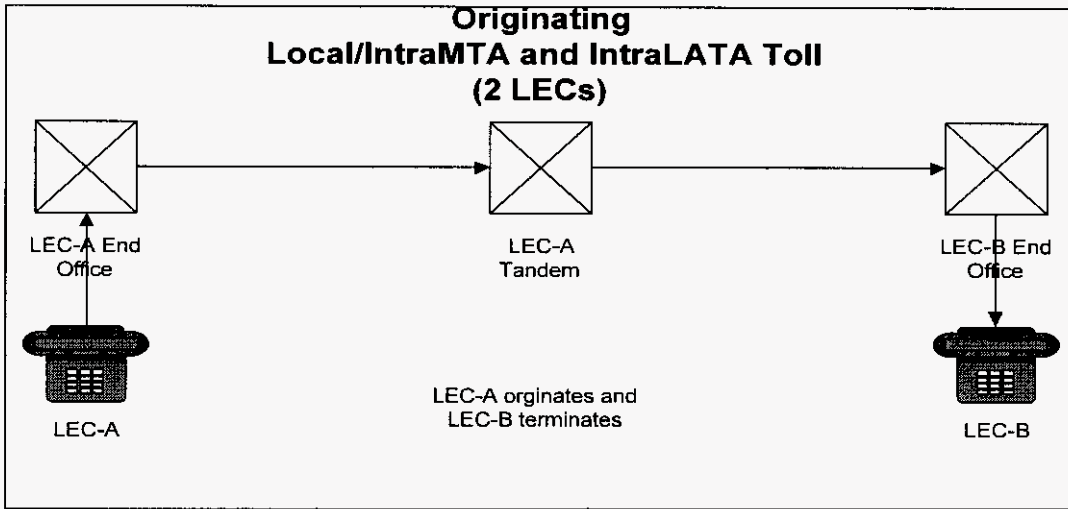 Originating
Local/IntraMTA and IntraLATA Toll
(2 LECs)
LEC-A End
Office
LEC-A
Tandem
LEC-B End
Office
LEC-A orginates and
LEC-B terminates
LEC-A
LEC-B